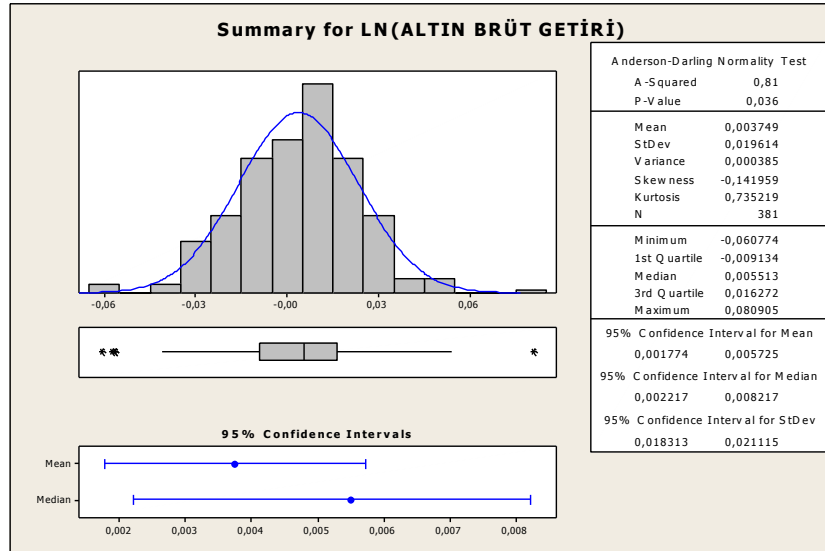 Summary for LN(ALTIN BRÜT GETİRİ)
-0,06 -0,03 -0,00 0,03 0,06
95% Confidence Intervals
Mean
Median
0,002 0,003 0,004 0,005 0,006 0,007 0,008
Anderson-Darling Normality Test
A-Squared 0,81
P-Value 0,036
Mean 0,003749
StDev 0,019614
Variance 0,000385
Skewness -0,141959
Kurtosis 0,735219
N 381
Minimum -0,060774
1st Quartile -0,009134
Median 0,005513
3rd Quartile 0,016272
Maximum 0,080905
95% Confidence Interval for Mean
0,001774 0,005725
95% Confidence Interval for Median
0,002217 0,008217
95% Confidence Interval for StDev
0,018313 0,021115